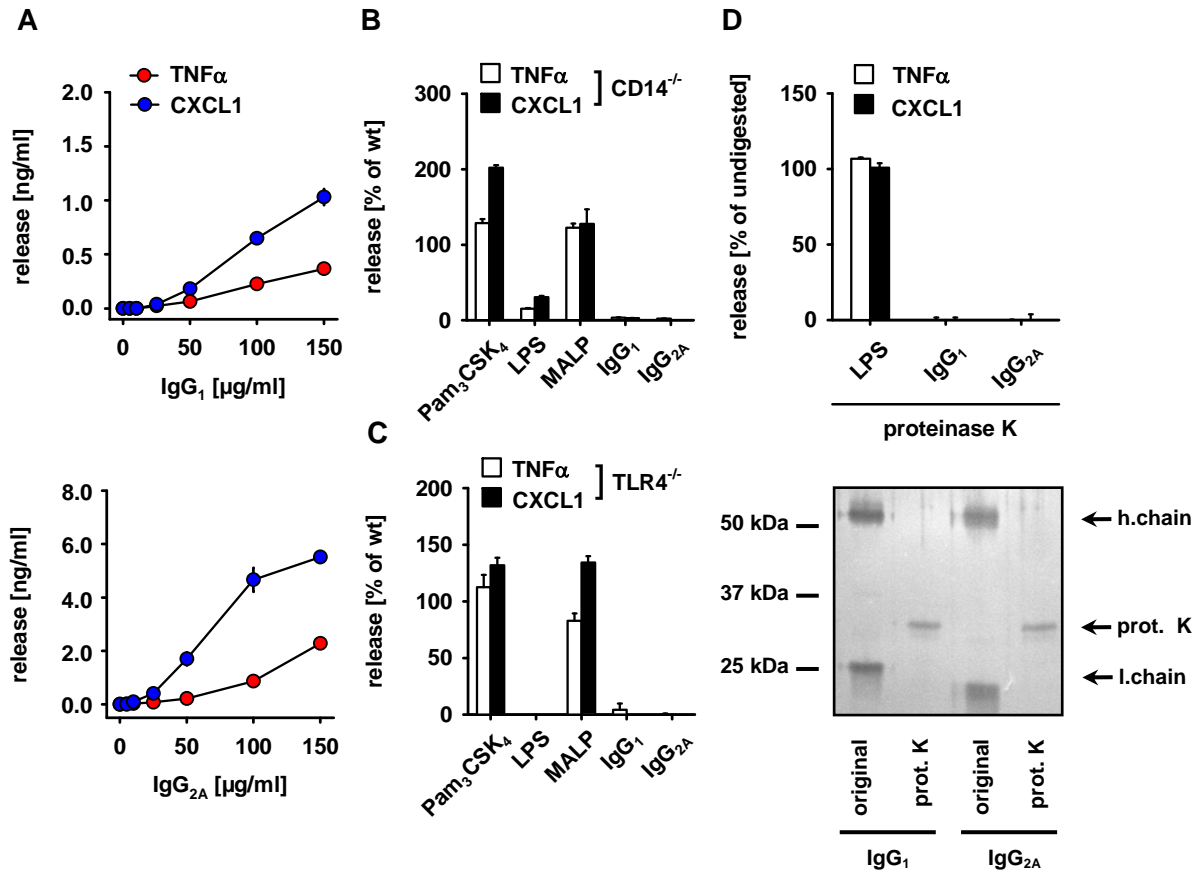 A
TNFα
CXCL1
release [ng/ml]
2.0
1.5
1.0
0.5
0.0
0 50 100 150
IgG1 [µg/ml]
release [ng/ml]
8.0
6.0
4.0
2.0
0.0
0 50 100 150
IgG2A [µg/ml]
B
TNFα
CXCL1
] CD14-/-
release [% of wt]
300
200
100
0
Pam3CSK4
LPS
MALP
IgG1
IgG2A
C
TNFα
CXCL1
] TLR4-/-
release [% of wt]
200
150
100
50
0
Pam3CSK4
LPS
MALP
IgG1
IgG2A
D
TNFα
CXCL1
release [% of undigested]
150
100
50
0
LPS
IgG1
IgG2A
proteinase K
50 kDa
37 kDa
25 kDa
h.chain
prot. K
l.chain
original
prot. K
original
prot. K
IgG1
IgG2A